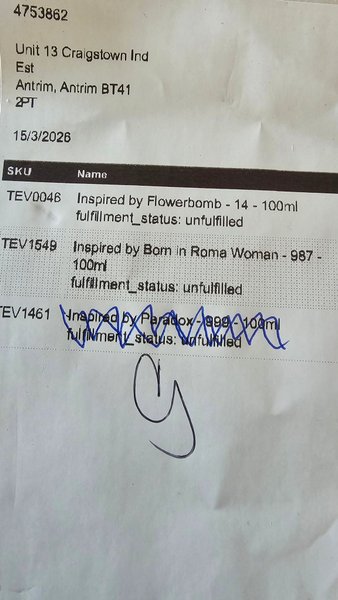 4753862
Unit 13 Craigstown Ind
Est
Antrim, Antrim BT41
2PT
15/3/2026
SKU Name
TEV0046 Inspired by Flowerbomb - 14 - 100ml
fulfillment_status: unfulfilled
TEV1549 Inspired by Born in Roma Woman - 987 -
100ml
fulfillment_status: unfulfilled
TEV1461 Inspired by Paradox - 999 - 100ml
fulfillment_status: unfulfilled